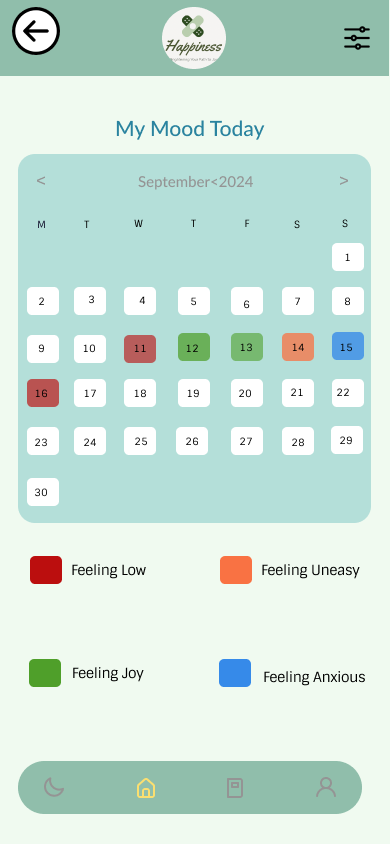 Happiness
My Mood Today
< September<2024 >
M T W T F S S
1
2 3 4 5 6 7 8
9 10 11 12 13 14 15
16 17 18 19 20 21 22
23 24 25 26 27 28 29
30
Feeling Low Feeling Uneasy
Feeling Joy Feeling Anxious